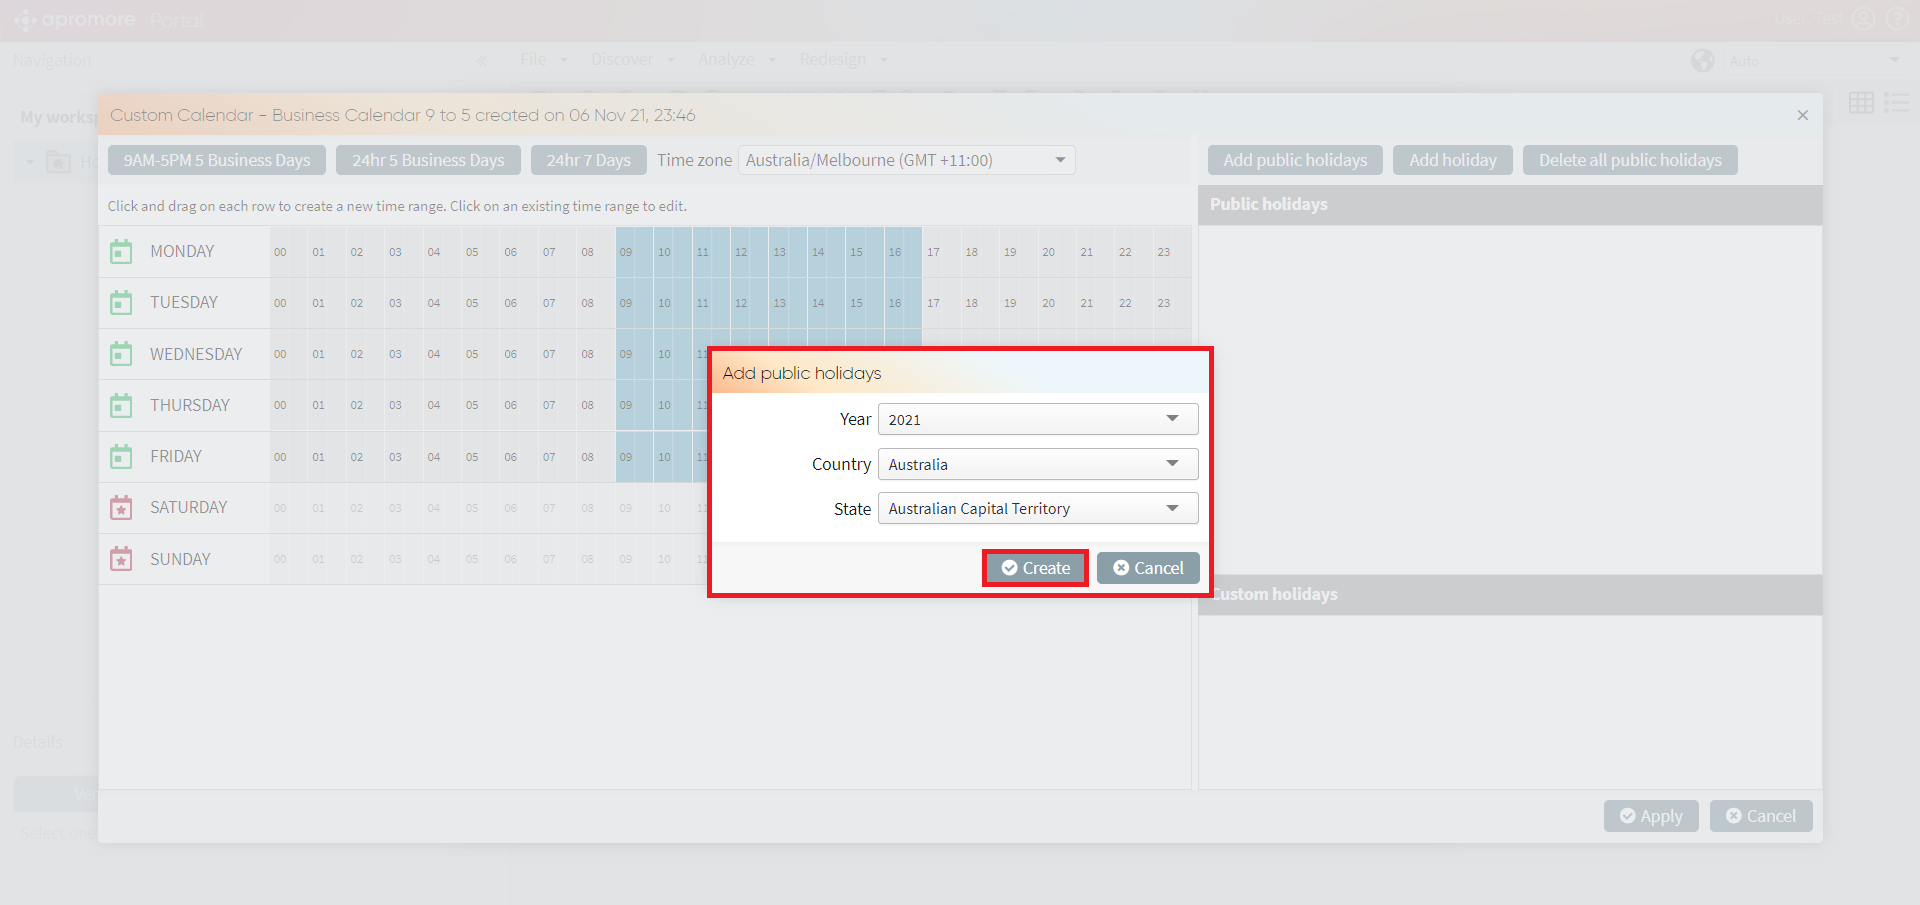 apromore Portal
User Test
Navigation
«
File
Discover
Analyze
Redesign
Auto
Custom Calendar - Business Calendar 9 to 5 created on 06 Nov 21, 23:46
9AM-5PM 5 Business Days
24hr 5 Business Days
24hr 7 Days
Time zone
Australia/Melbourne (GMT +11:00)
Add public holidays
Add holiday
Delete all public holidays
Click and drag on each row to create a new time range. Click on an existing time range to edit.
Public holidays
MONDAY 00 01 02 03 04 05 06 07 08 09 10 11 12 13 14 15 16 17 18 19 20 21 22 23
TUESDAY 00 01 02 03 04 05 06 07 08 09 10 11 12 13 14 15 16 17 18 19 20 21 22 23
WEDNESDAY 00 01 02 03 04 05 06 07 08 09 10 11
THURSDAY 00 01 02 03 04 05 06 07 08 09 10 11
FRIDAY 00 01 02 03 04 05 06 07 08 09 10 11
SATURDAY 00 01 02 03 04 05 06 07 08 09 10 11
SUNDAY 00 01 02 03 04 05 06 07 08 09 10 11
Add public holidays
Year 2021
Country Australia
State Australian Capital Territory
Create
Cancel
Custom holidays
Apply
Cancel
My works
Details
Select one